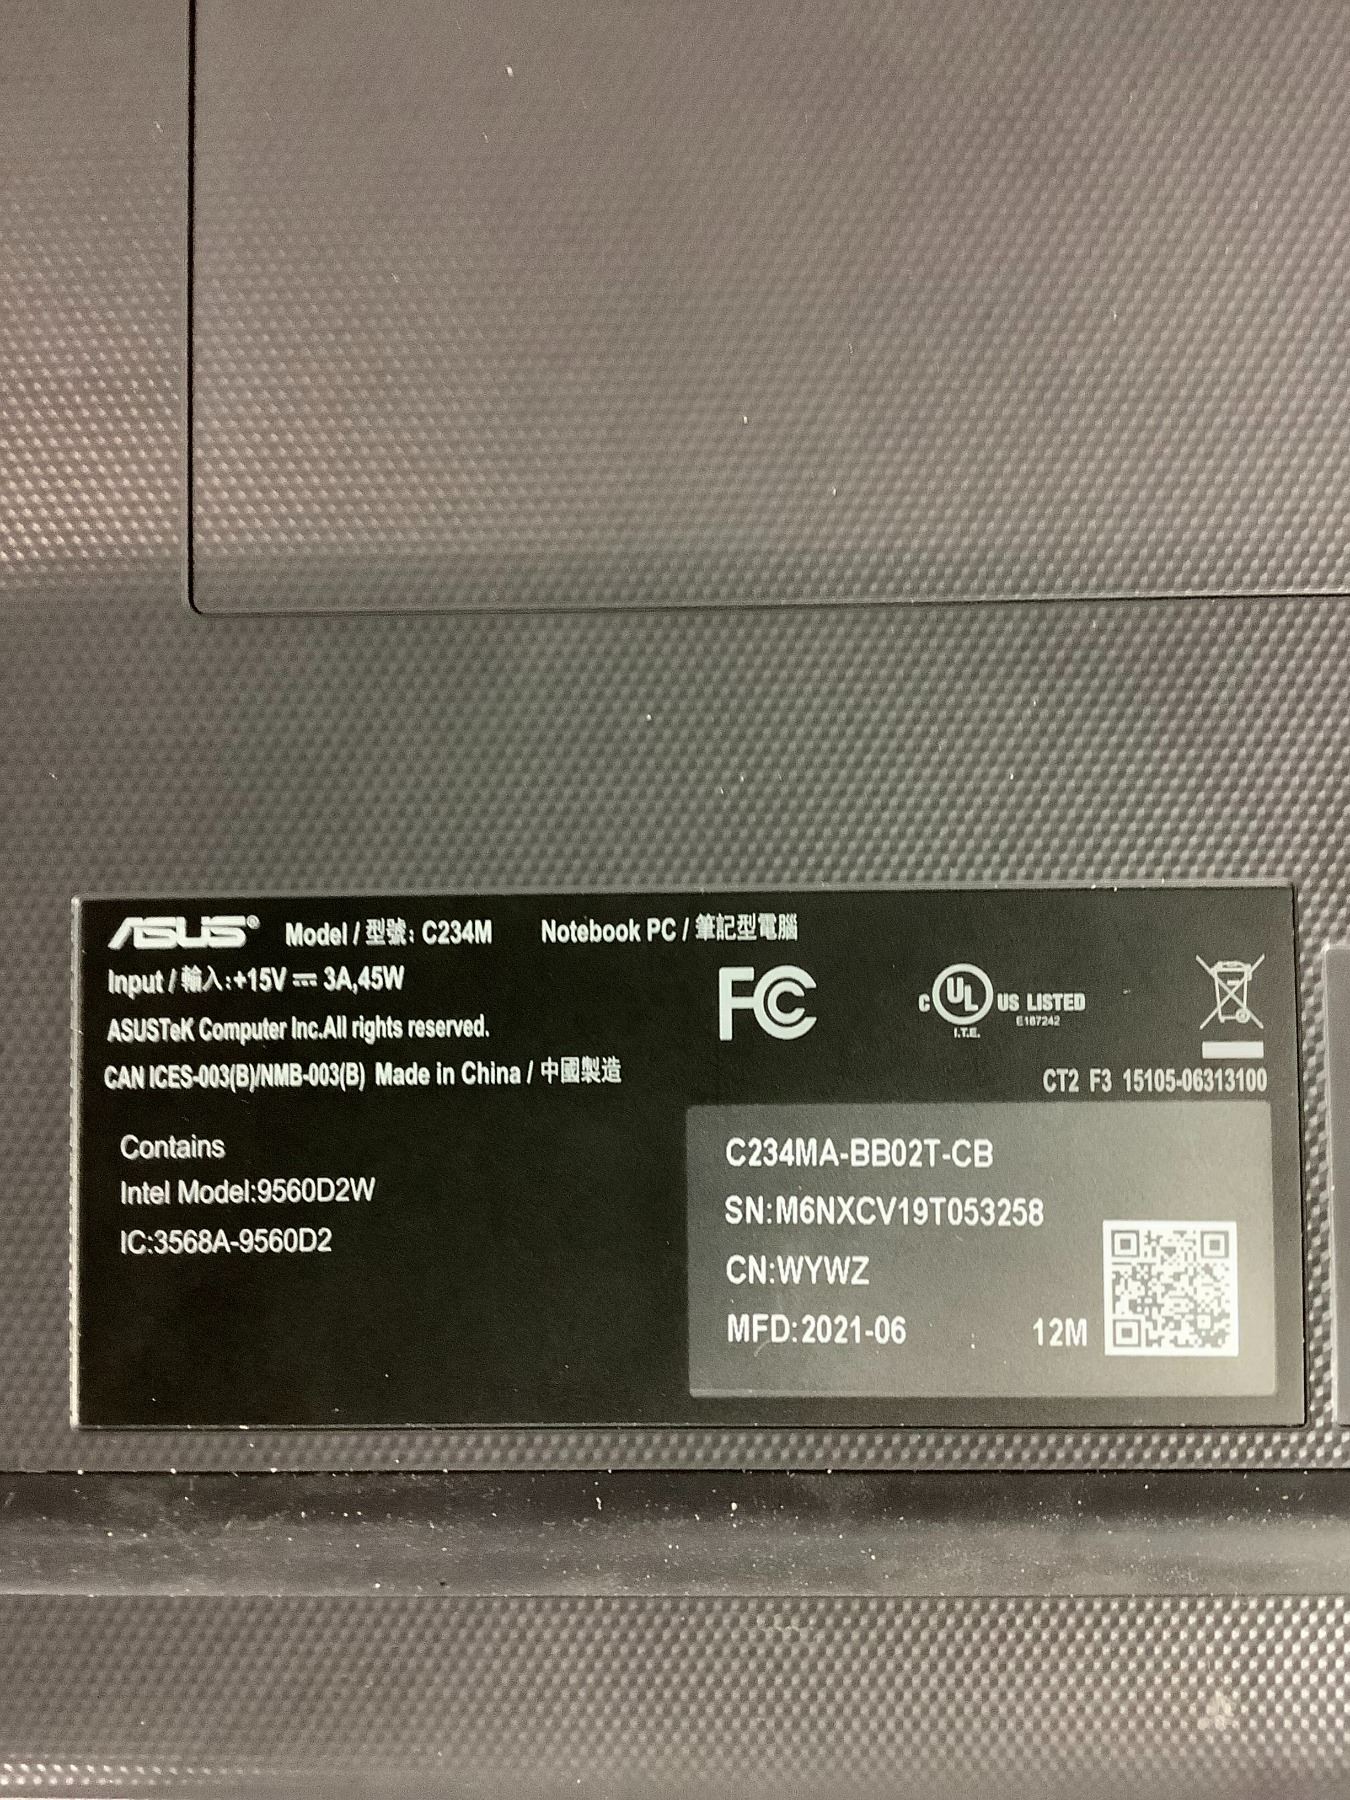 ASUS® Model / 型號: C234M Notebook PC / 筆記型電腦
Input / 輸入:+15V ⎓ 3A,45W
ASUSTeK Computer Inc.All rights reserved.
CAN ICES-003(B)/NMB-003(B) Made in China / 中國製造
FC
c UL US LISTED
E187242
I.T.E.
CT2 F3 15105-06313100
Contains
Intel Model:9560D2W
IC:3568A-9560D2
C234MA-BB02T-CB
SN:M6NXCV19T053258
CN:WYWZ
MFD:2021-06 12M